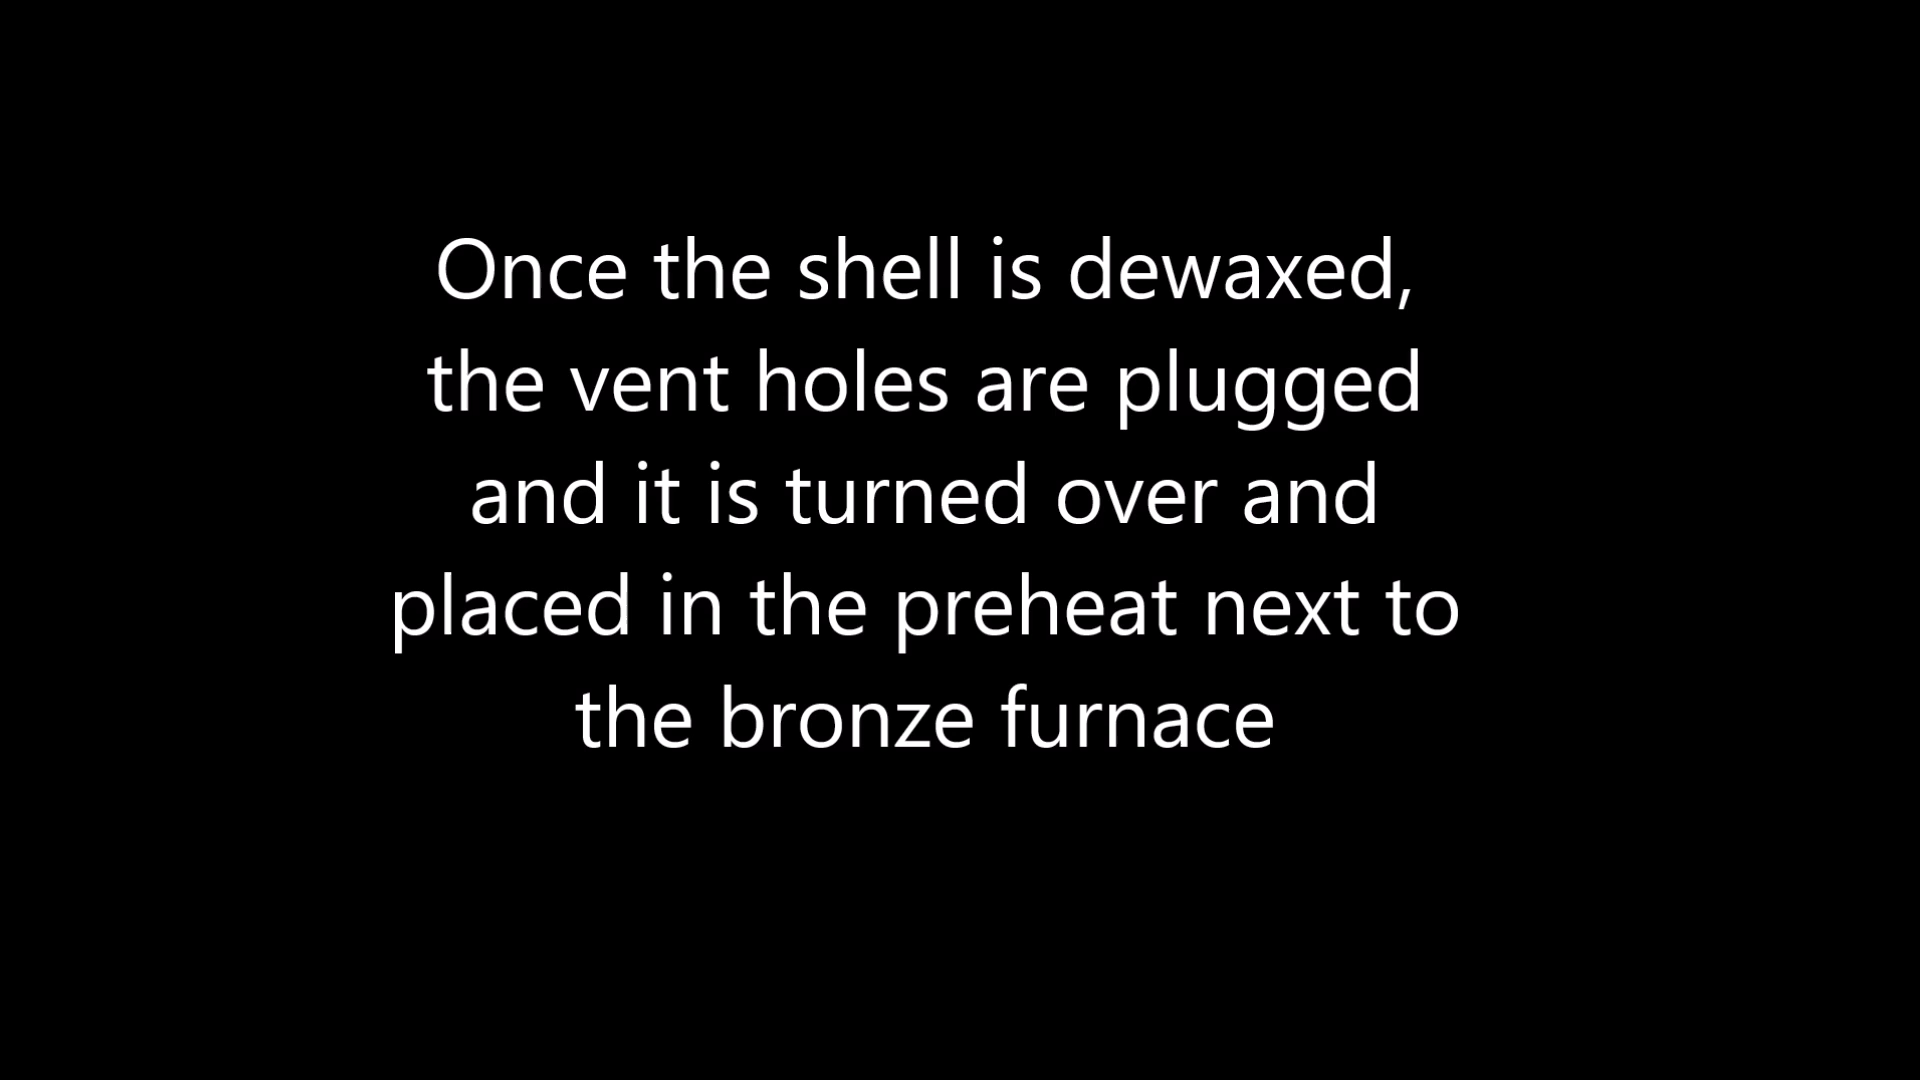 Once the shell is dewaxed,
the vent holes are plugged
and it is turned over and
placed in the preheat next to
the bronze furnace